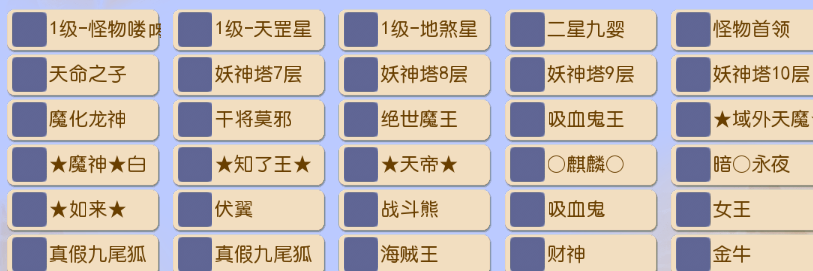 1级-怪物喽 1级-天罡星 1级-地煞星 二星九婴 怪物首领
天命之子 妖神塔7层 妖神塔8层 妖神塔9层 妖神塔10层
魔化龙神 干将莫邪 绝世魔王 吸血鬼王 ★域外天魔
★魔神★白 ★知了王★ ★天帝★ 〇麒麟〇 暗〇永夜
★如来★ 伏翼 战斗熊 吸血鬼 女王
真假九尾狐 真假九尾狐 海贼王 财神 金牛